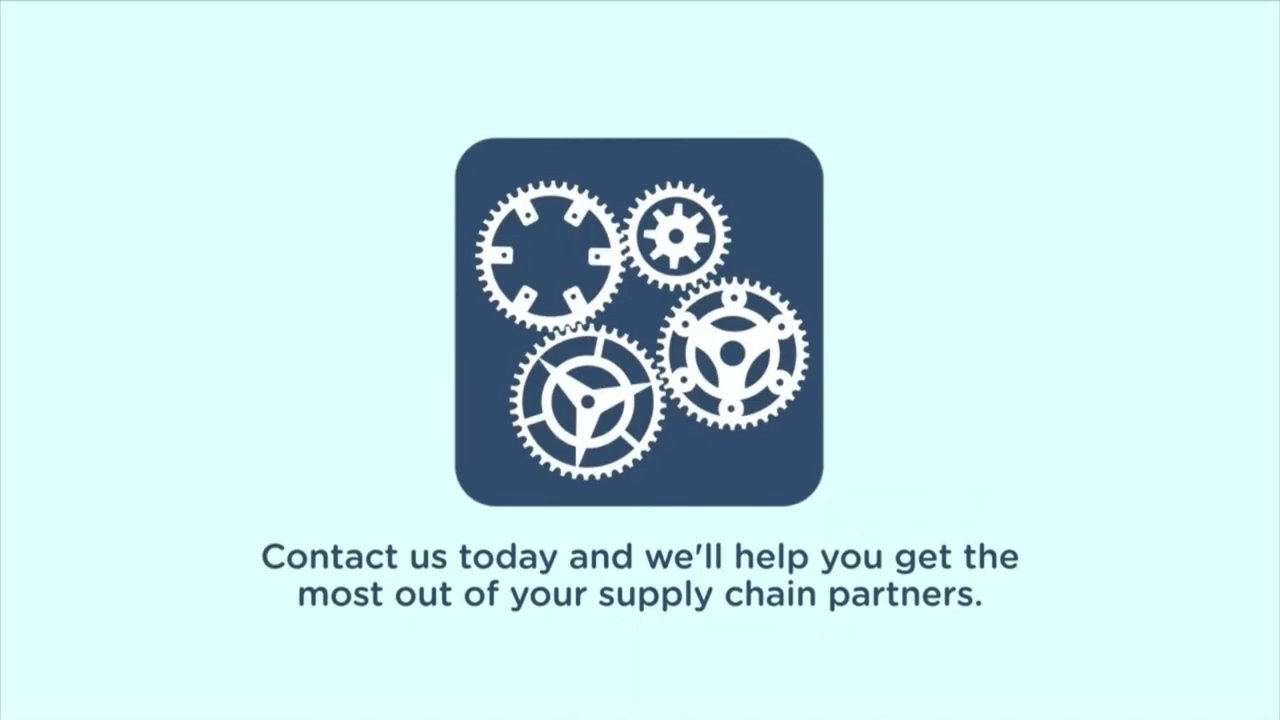 Contact us today and we'll help you get the
most out of your supply chain partners.